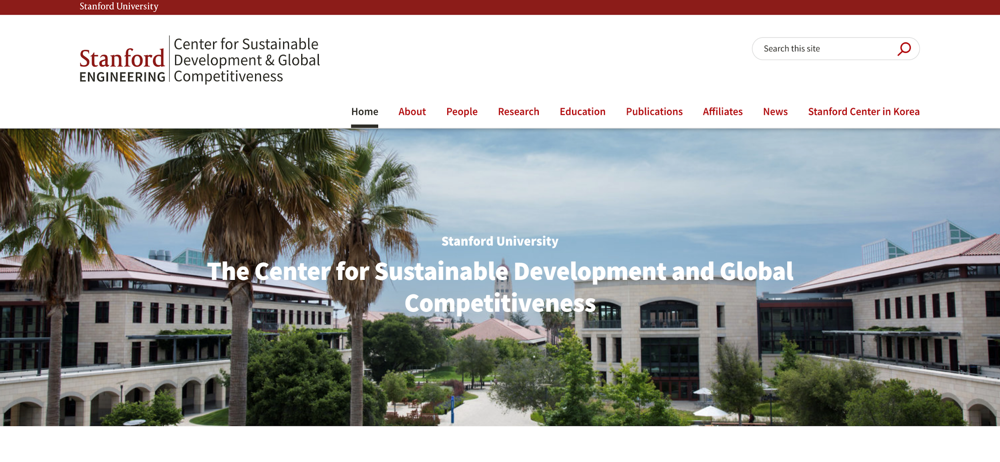 Stanford University
Stanford
ENGINEERING
Center for Sustainable
Development & Global
Competitiveness
Search this site
Home About People Research Education Publications Affiliates News Stanford Center in Korea
Stanford University
The Center for Sustainable Development and Global
Competitiveness